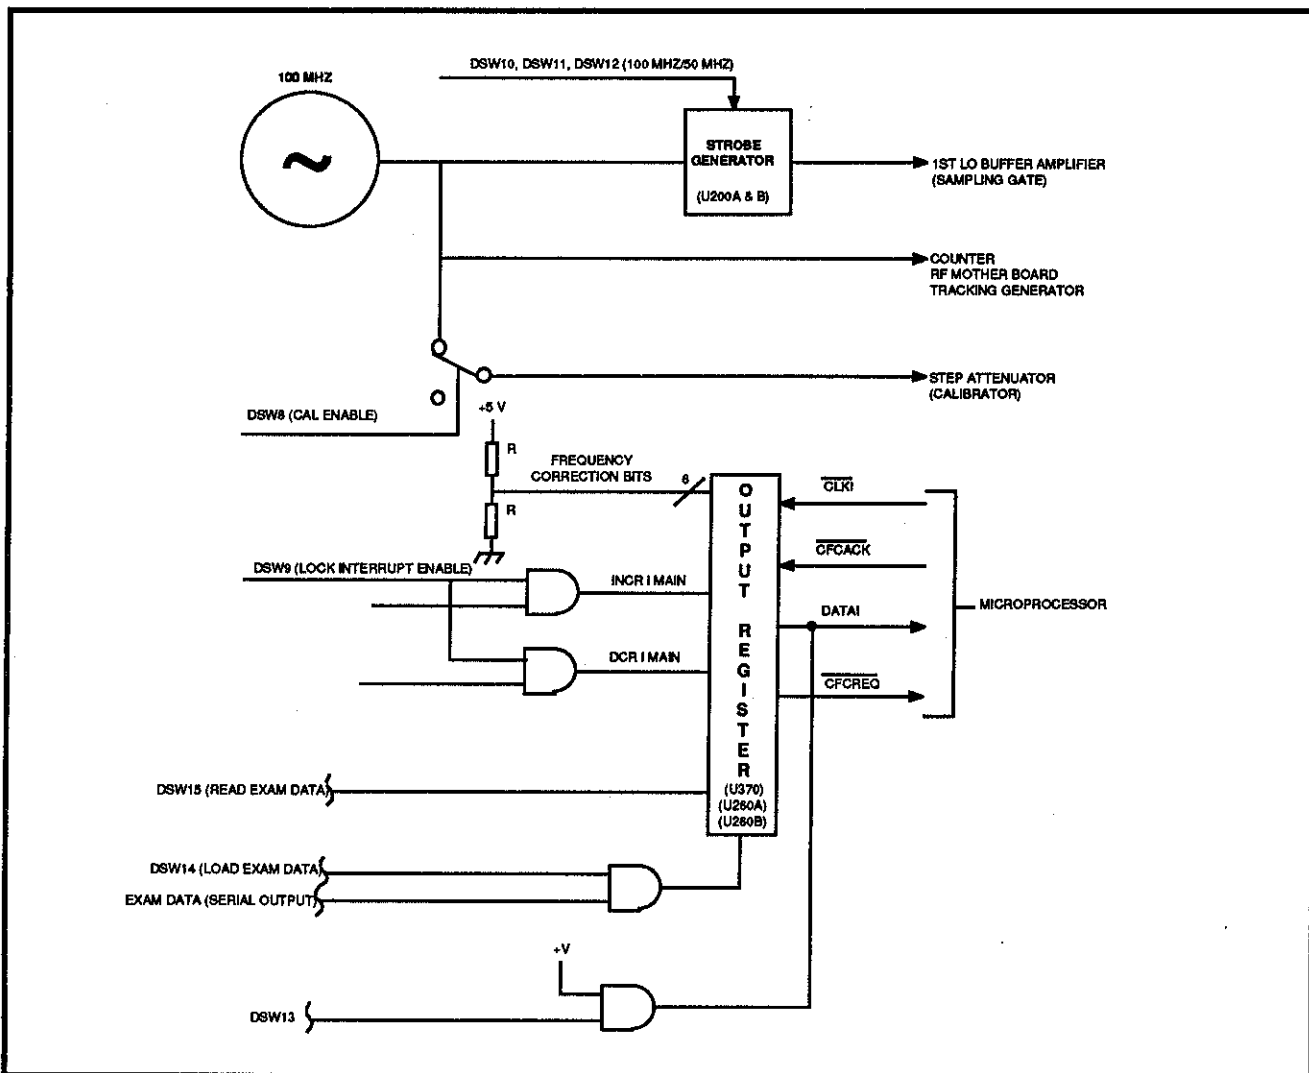 DSW10, DSW11, DSW12 (100 MHZ/50 MHZ)
100 MHZ
~
STROBE
GENERATOR
(U200A & B)
1ST LO BUFFER AMPLIFIER
(SAMPLING GATE)
COUNTER
RF MOTHER BOARD
TRACKING GENERATOR
STEP ATTENUATOR
(CALIBRATOR)
DSW8 (CAL ENABLE)
+5 V
R
FREQUENCY
CORRECTION BITS
6
R
OUTPUT REGISTER
(U370)
(U260A)
(U260B)
CLKI
CFCACK
DATAI
CFCREQ
MICROPROCESSOR
DSW9 (LOCK INTERRUPT ENABLE)
INCR I MAIN
DCR I MAIN
DSW15 (READ EXAM DATA)
DSW14 (LOAD EXAM DATA)
EXAM DATA (SERIAL OUTPUT)
+V
DSW13